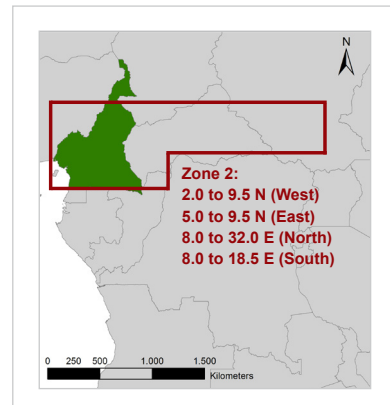 N
Zone 2:
2.0 to 9.5 N (West)
5.0 to 9.5 N (East)
8.0 to 32.0 E (North)
8.0 to 18.5 E (South)
0 250 500 1.000 1.500
Kilometers